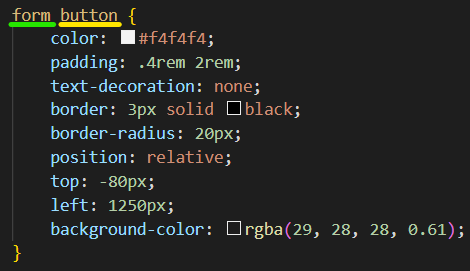 form button {
color: #f4f4f4;
padding: .4rem 2rem;
text-decoration: none;
border: 3px solid black;
border-radius: 20px;
position: relative;
top: -80px;
left: 1250px;
background-color: rgba(29, 28, 28, 0.61);
}